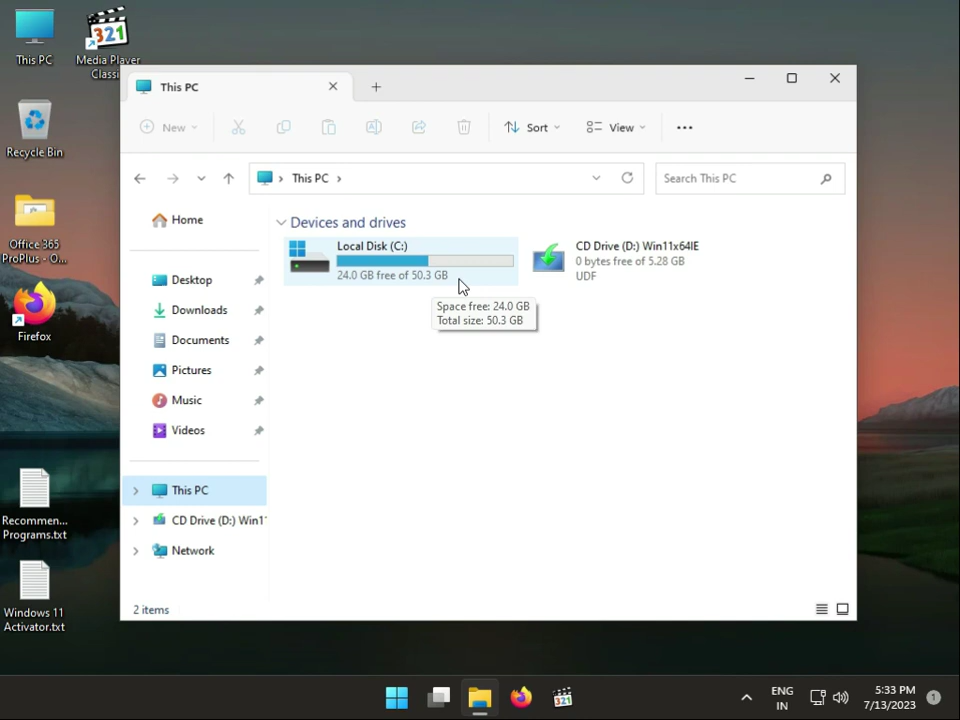 This PC
321
Media Player
Classi
Recycle Bin
Office 365
ProPlus - O...
Firefox
Recommen...
Programs.txt
Windows 11
Activator.txt
This PC
New
Sort
View
This PC
Search This PC
Home
Desktop
Downloads
Documents
Pictures
Music
Videos
This PC
CD Drive (D:) Win11
Network
Devices and drives
Local Disk (C:)
24.0 GB free of 50.3 GB
CD Drive (D:) Win11x64IE
0 bytes free of 5.28 GB
UDF
Space free: 24.0 GB
Total size: 50.3 GB
2 items
321
ENG
IN
5:33 PM
7/13/2023
1